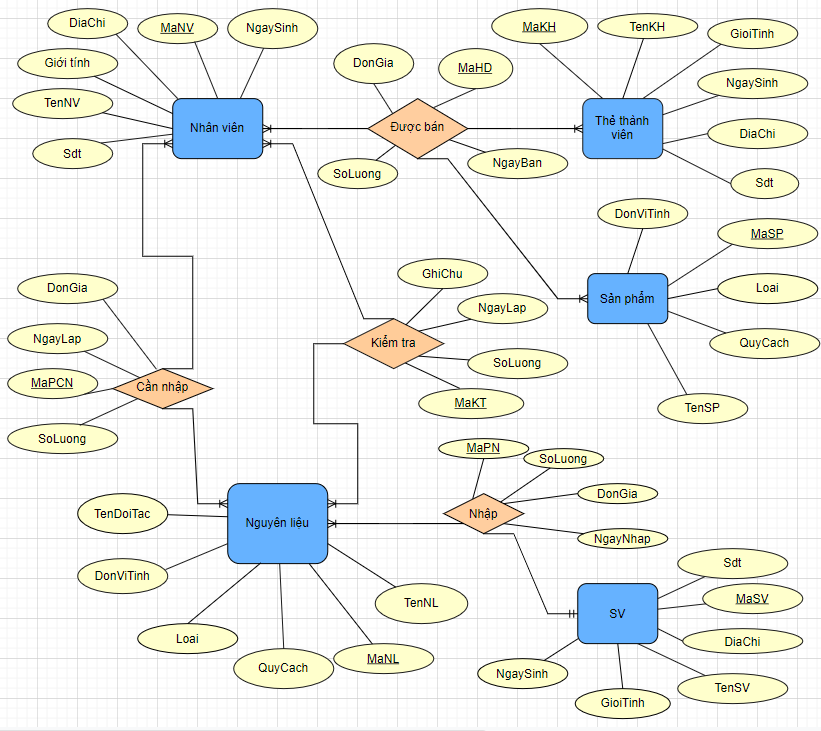 DiaChi
MaNV
NgaySinh
Giới tính
TenNV
Sdt
Nhân viên
DonGia
MaHD
SoLuong
NgayBan
Được bán
MaKH
TenKH
GioiTinh
NgaySinh
DiaChi
Sdt
Thẻ thành
viên
DonViTinh
MaSP
Loai
QuyCach
TenSP
Sản phẩm
GhiChu
NgayLap
SoLuong
MaKT
Kiểm tra
DonGia
NgayLap
MaPCN
SoLuong
Cần nhập
TenDoiTac
DonViTinh
Loai
QuyCach
MaNL
TenNL
Nguyên liệu
MaPN
SoLuong
DonGia
NgayNhap
Nhập
Sdt
MaSV
DiaChi
TenSV
GioiTinh
NgaySinh
SV